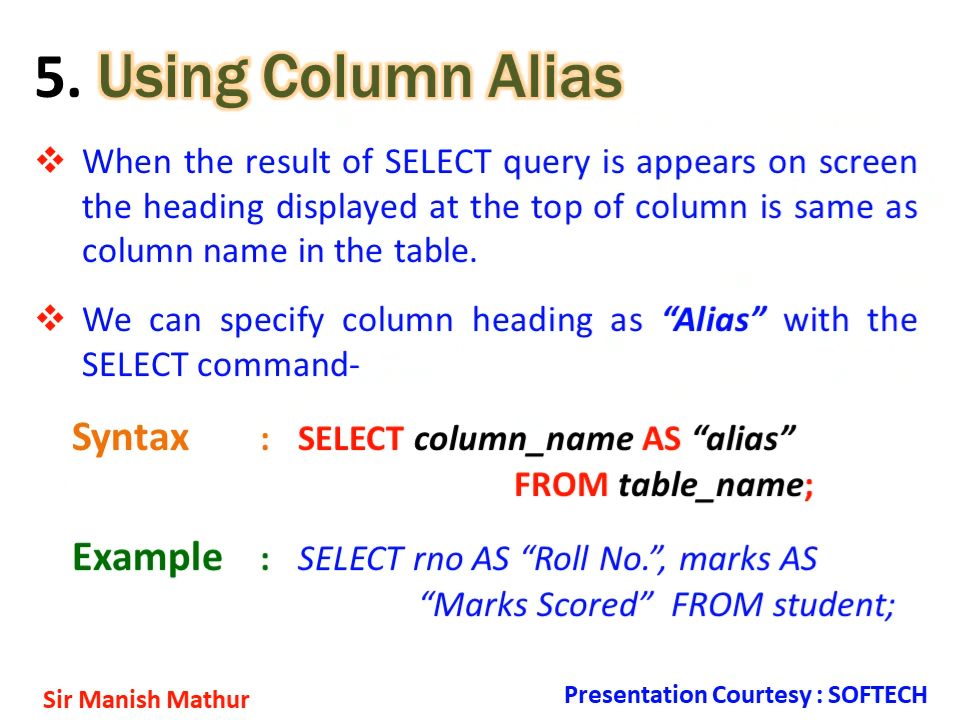 5. Using Column Alias
When the result of SELECT query is appears on screen
the heading displayed at the top of column is same as
column name in the table.
We can specify column heading as “Alias” with the
SELECT command-
Syntax : SELECT column_name AS “alias”
FROM table_name;
Example : SELECT rno AS “Roll No.”, marks AS
“Marks Scored” FROM student;
Sir Manish Mathur Presentation Courtesy : SOFTECH